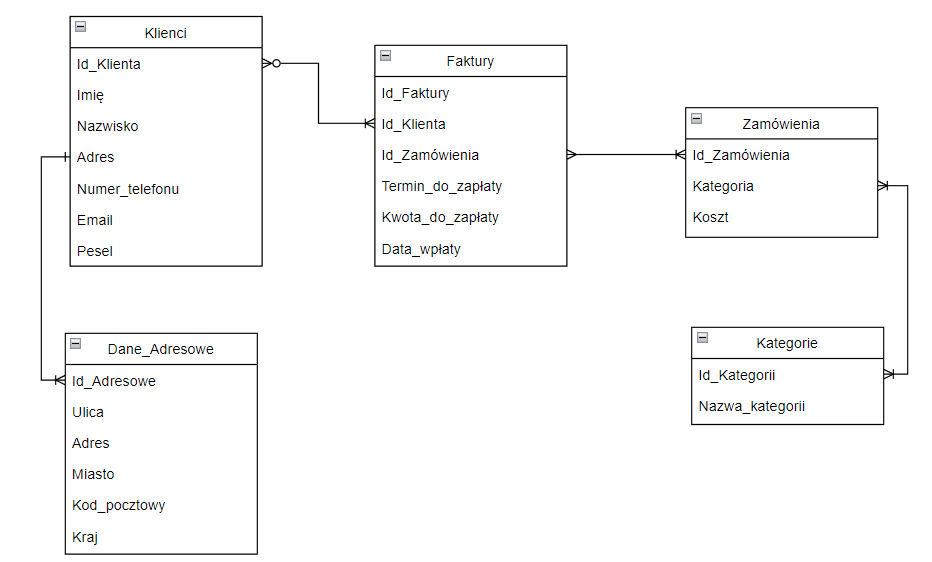 Klienci
Id_Klienta
Imię
Nazwisko
Adres
Numer_telefonu
Email
Pesel
Faktury
Id_Faktury
Id_Klienta
Id_Zamówienia
Termin_do_zapłaty
Kwota_do_zapłaty
Data_wpłaty
Zamówienia
Id_Zamówienia
Kategoria
Koszt
Dane_Adresowe
Id_Adresowe
Ulica
Adres
Miasto
Kod_pocztowy
Kraj
Kategorie
Id_Kategorii
Nazwa_kategorii